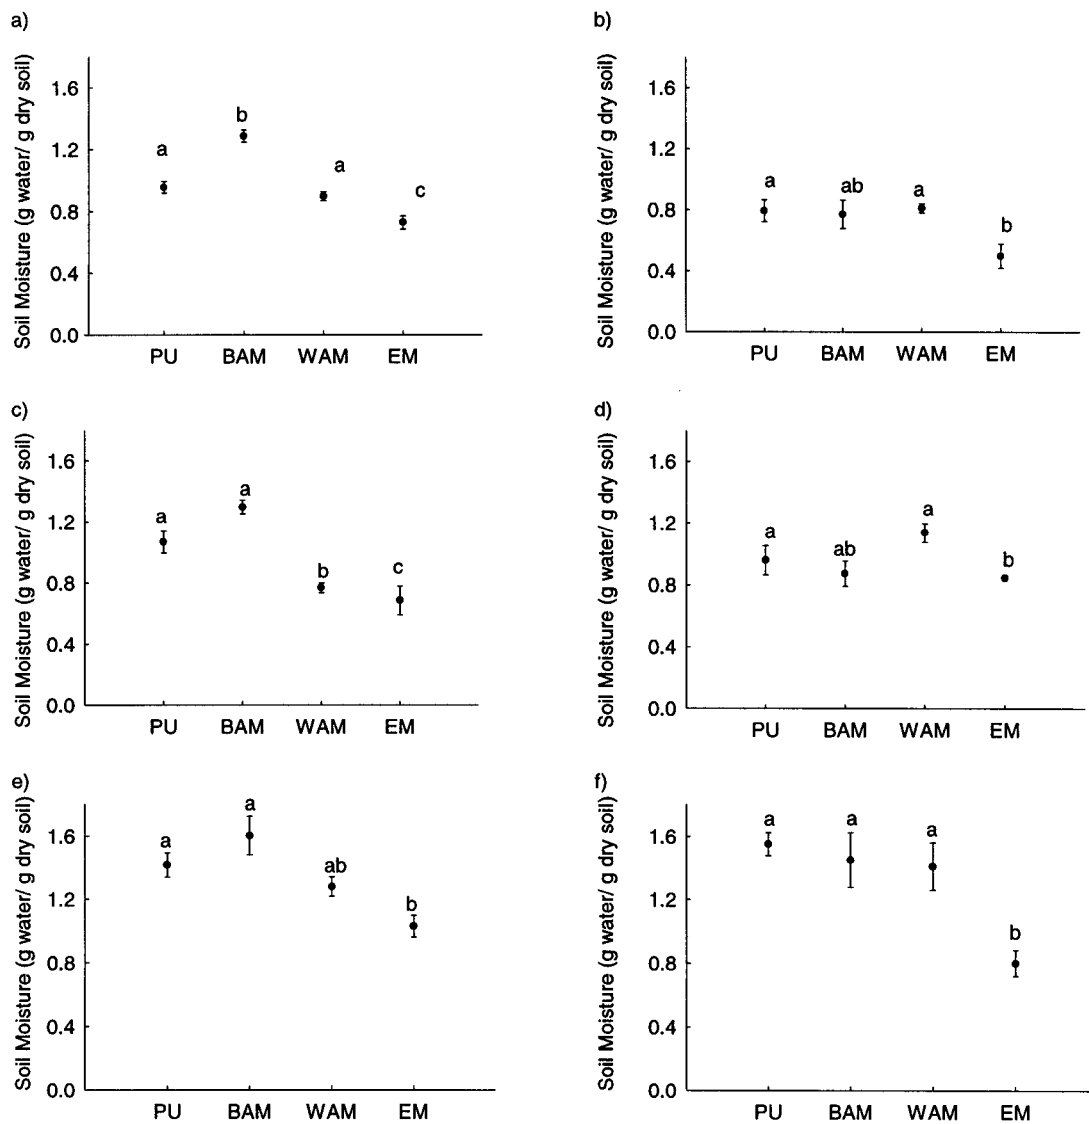 a)
Soil Moisture (g water/ g dry soil)
1.6
1.2
0.8
0.4
0.0
a
b
a
c
PU BAM WAM EM
b)
Soil Moisture (g water/ g dry soil)
1.6
1.2
0.8
0.4
0.0
a
ab
a
b
PU BAM WAM EM
c)
Soil Moisture (g water/ g dry soil)
1.6
1.2
0.8
0.4
0.0
a
a
b
c
PU BAM WAM EM
d)
Soil Moisture (g water/ g dry soil)
1.6
1.2
0.8
0.4
0.0
a
ab
a
b
PU BAM WAM EM
e)
Soil Moisture (g water/ g dry soil)
1.6
1.2
0.8
0.4
0.0
a
a
ab
b
PU BAM WAM EM
f)
Soil Moisture (g water/ g dry soil)
1.6
1.2
0.8
0.4
0.0
a
a
a
b
PU BAM WAM EM